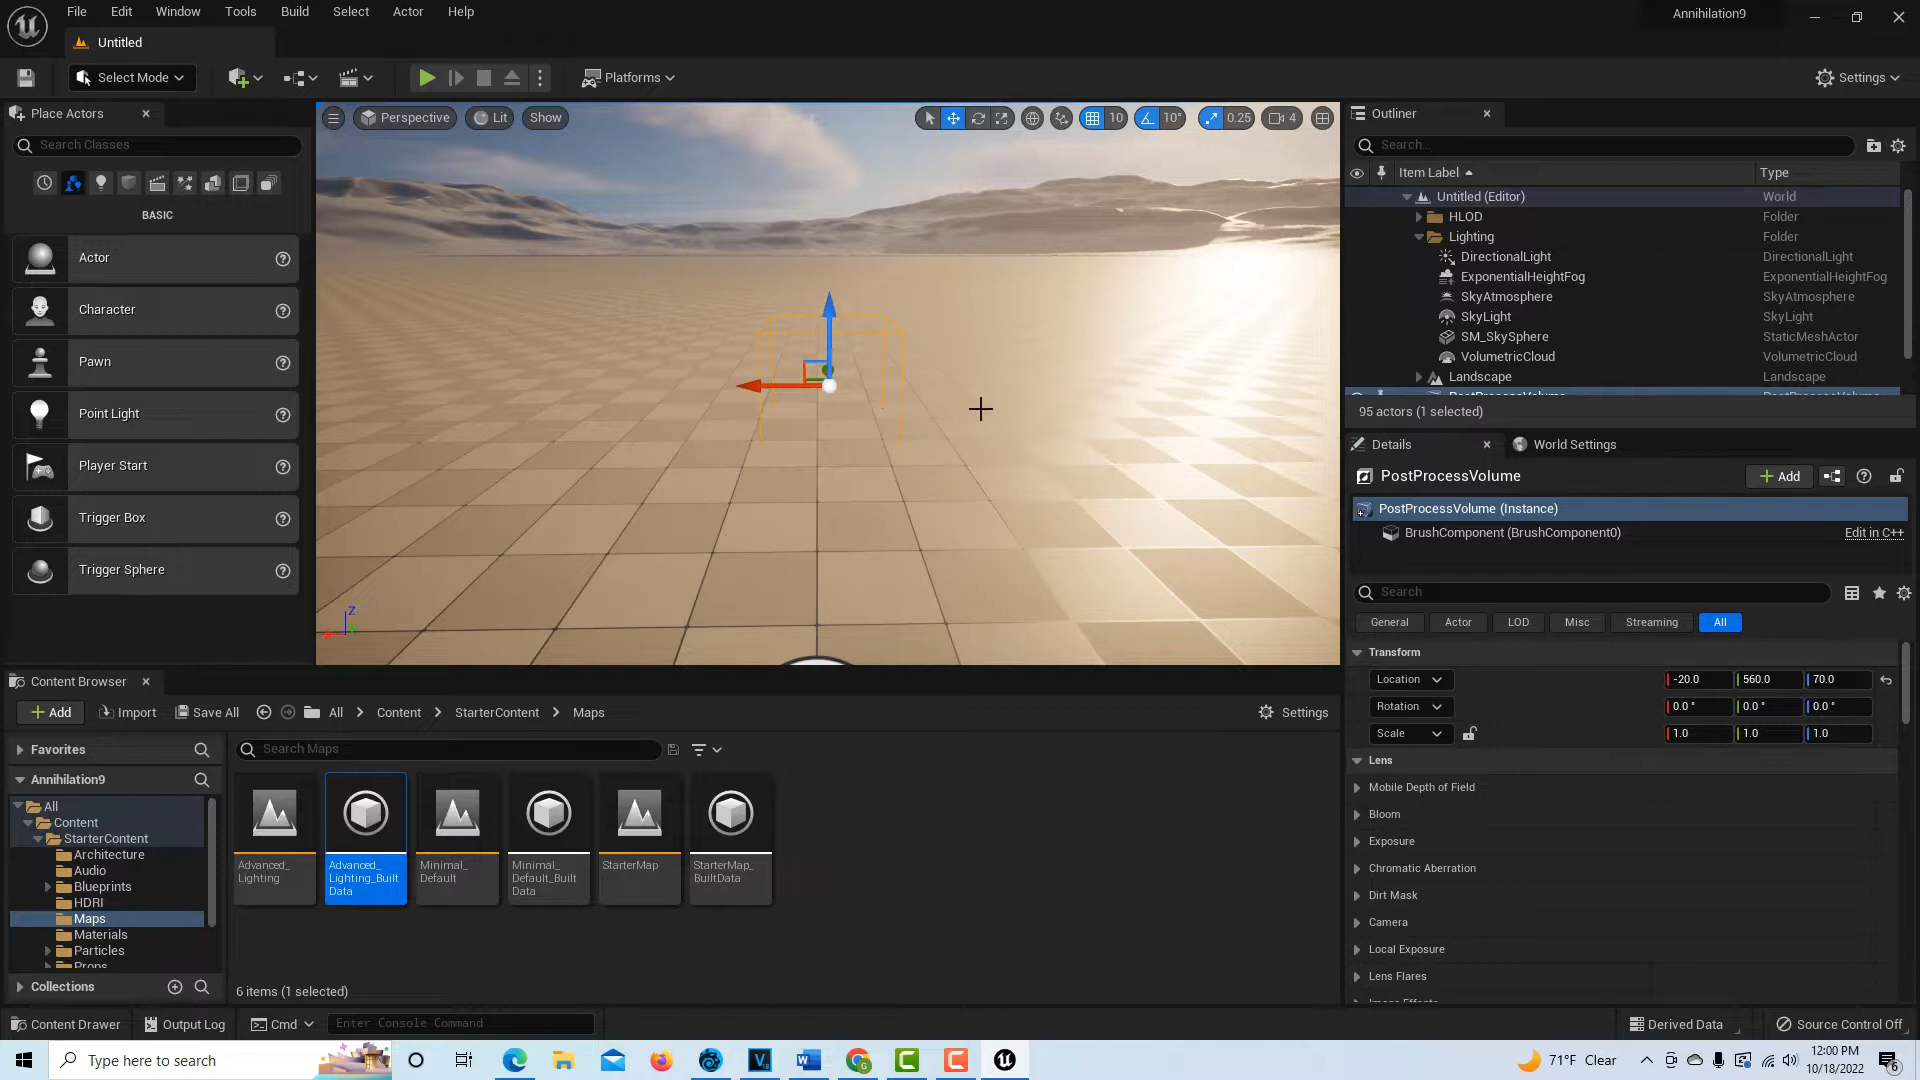 File Edit Window Tools Build Select Actor Help
Annihilation9
Untitled
Select Mode
Platforms
Settings
Place Actors
Search Classes
BASIC
Actor
Character
Pawn
Point Light
Player Start
Trigger Box
Trigger Sphere
Perspective Lit Show
10 10° 0.25 4
Z
Outliner
Search...
Item Label Type
Untitled (Editor) World
HLOD Folder
Lighting Folder
DirectionalLight DirectionalLight
ExponentialHeightFog ExponentialHeightFog
SkyAtmosphere SkyAtmosphere
SkyLight SkyLight
SM_SkySphere StaticMeshActor
VolumetricCloud VolumetricCloud
Landscape Landscape
95 actors (1 selected)
Details World Settings
PostProcessVolume
Add
PostProcessVolume (Instance)
BrushComponent (BrushComponent0) Edit in C++
Search
General Actor LOD Misc Streaming All
Transform
Location -20.0 560.0 70.0
Rotation 0.0 ° 0.0 ° 0.0 °
Scale 1.0 1.0 1.0
Lens
Mobile Depth of Field
Bloom
Exposure
Chromatic Aberration
Dirt Mask
Camera
Local Exposure
Lens Flares
Content Browser
Add Import Save All All Content StarterContent Maps Settings
Favorites
Search Maps
Annihilation9
All
Content
StarterContent
Architecture
Audio
Blueprints
HDRI
Maps
Materials
Particles
Props
Collections
Advanced_
Lighting
Advanced_
Lighting_Built
Data
Minimal_
Default
Minimal_
Default_Built
Data
StarterMap
StarterMap_
BuiltData
6 items (1 selected)
Content Drawer Output Log Cmd Enter Console Command
Derived Data Source Control Off
Type here to search
71°F Clear
12:00 PM
10/18/2022
6